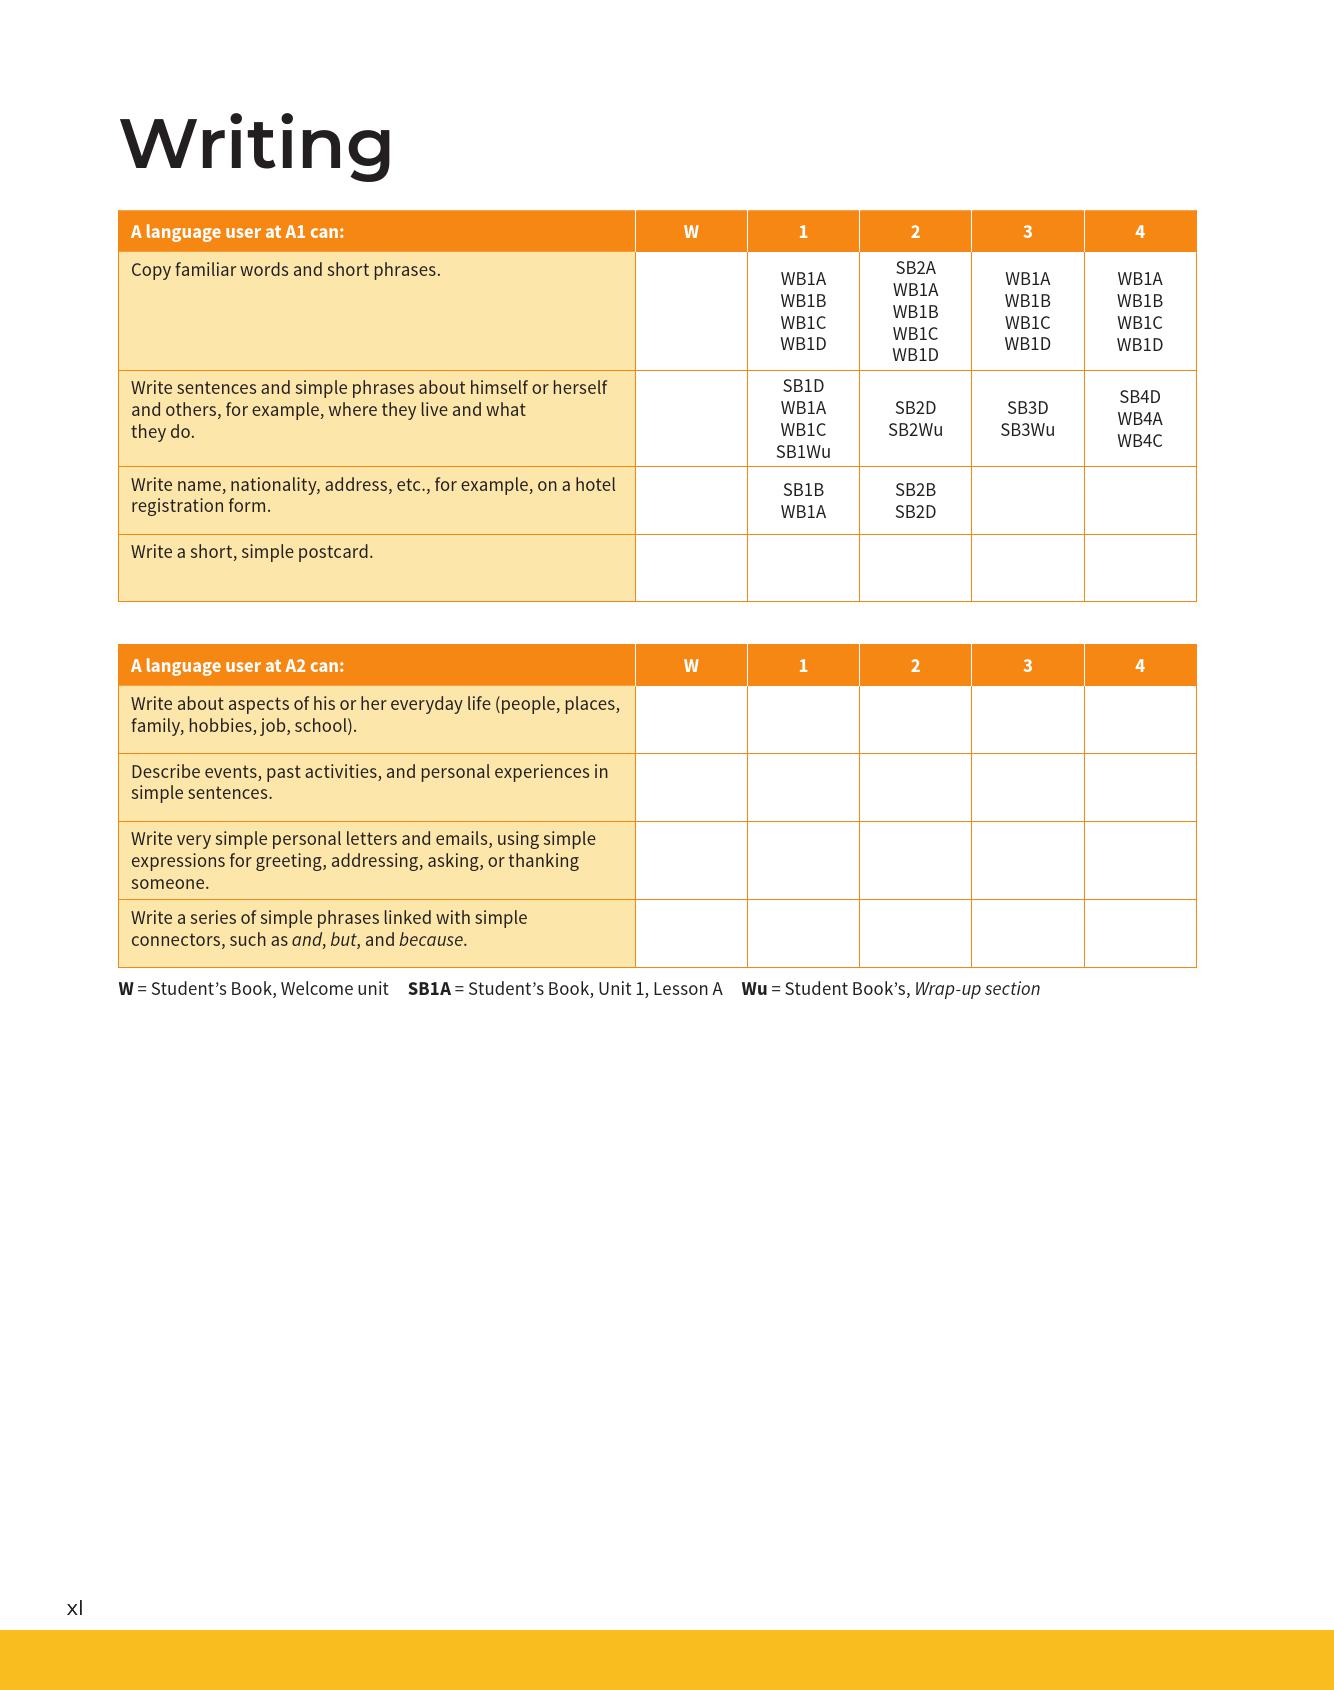 Writing
A language user at A1 can: W 1 2 3 4
Copy familiar words and short phrases.
WB1A
WB1B
WB1C
WB1D
SB2A
WB1A
WB1B
WB1C
WB1D
WB1A
WB1B
WB1C
WB1D
WB1A
WB1B
WB1C
WB1D
Write sentences and simple phrases about himself or herself
and others, for example, where they live and what
they do.
SB1D
WB1A
WB1C
SB1Wu
SB2D
SB2Wu
SB3D
SB3Wu
SB4D
WB4A
WB4C
Write name, nationality, address, etc., for example, on a hotel
registration form.
SB1B
WB1A
SB2B
SB2D
Write a short, simple postcard.
A language user at A2 can: W 1 2 3 4
Write about aspects of his or her everyday life (people, places,
family, hobbies, job, school).
Describe events, past activities, and personal experiences in
simple sentences.
Write very simple personal letters and emails, using simple
expressions for greeting, addressing, asking, or thanking
someone.
Write a series of simple phrases linked with simple
connectors, such as and, but, and because.
W = Student’s Book, Welcome unit SB1A = Student’s Book, Unit 1, Lesson A Wu = Student Book’s, Wrap-up section
xl